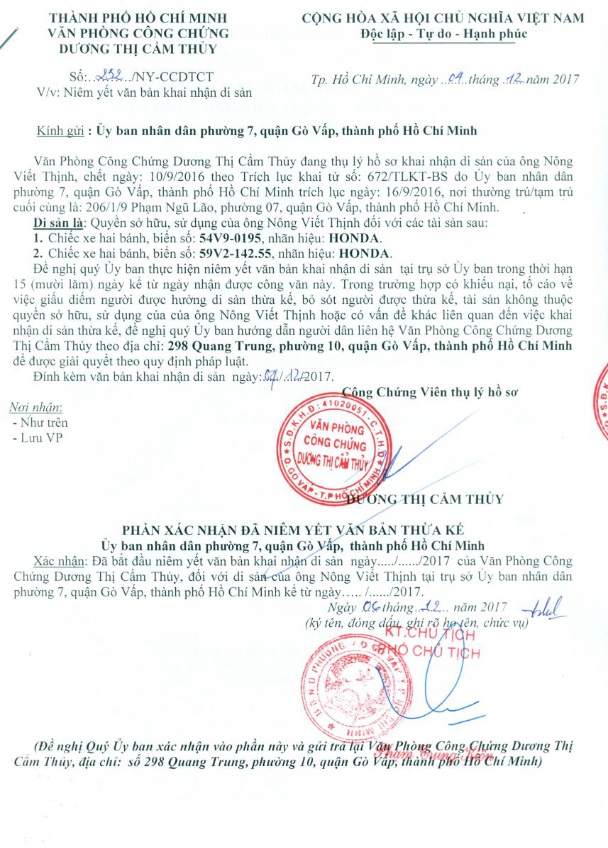 THÀNH PHỐ HỒ CHÍ MINH
VĂN PHÒNG CÔNG CHỨNG
DƯƠNG THỊ CẨM THỦY
Số:..252../NY-CCDTCT
V/v: Niêm yết văn bản khai nhận di sản
CỘNG HÒA XÃ HỘI CHỦ NGHĨA VIỆT NAM
Độc lập - Tự do - Hạnh phúc
Tp. Hồ Chí Minh, ngày ..04..tháng .12.năm 2017
Kính gửi : Ủy ban nhân dân phường 7, quận Gò Vấp, thành phố Hồ Chí Minh
Văn Phòng Công Chứng Dương Thị Cẩm Thủy đang thụ lý hồ sơ khai nhận di sản của ông Nông
Viết Thịnh, chết ngày: 10/9/2016 theo Trích lục khai tử số: 672/TLKT-BS do Ủy ban nhân dân
phường 7, quận Gò Vấp, thành phố Hồ Chí Minh trích lục ngày: 16/9/2016, nơi thường trú/tạm trú
cuối cùng là: 206/1/9 Phạm Ngũ Lão, phường 07, quận Gò Vấp, thành phố Hồ Chí Minh.
Di sản là: Quyền sở hữu, sử dụng của ông Nông Viết Thịnh đối với các tài sản sau:
1. Chiếc xe hai bánh, biển số: 54V9-0195, nhãn hiệu: HONDA.
2. Chiếc xe hai bánh, biển số: 59V2-142.55, nhãn hiệu: HONDA.
Đề nghị quý Ủy ban thực hiện niêm yết văn bản khai nhận di sản tại trụ sở Ủy ban trong thời hạn
15 (mười lăm) ngày kể từ ngày nhận được công văn này. Trong trường hợp có khiếu nại, tố cáo về
việc giấu diếm người được hưởng di sản thừa kế, bỏ sót người được thừa kế, tài sản không thuộc
quyền sở hữu, sử dụng của của ông Nông Viết Thịnh hoặc có vấn đề khác liên quan đến việc khai
nhận di sản thừa kế, đề nghị quý Ủy ban hướng dẫn người dân liên hệ Văn Phòng Công Chứng Dương
Thị Cẩm Thủy theo địa chỉ: 298 Quang Trung, phường 10, quận Gò Vấp, thành phố Hồ Chí Minh
để được giải quyết theo quy định pháp luật.
Đính kèm văn bản khai nhận di sản ngày:04./.12./2017.
Công Chứng Viên thụ lý hồ sơ
Nơi nhận:
- Như trên
- Lưu VP
S.Đ.K.H.Đ : 41020051 - C.T.H.D
VĂN PHÒNG
CÔNG CHỨNG
DƯƠNG THỊ CẨM THỦY
Q.GÒ VẤP - T.P HỒ CHÍ MINH
DƯƠNG THỊ CẨM THỦY
PHẦN XÁC NHẬN ĐÃ NIÊM YẾT VĂN BẢN THỪA KẾ
Ủy ban nhân dân phường 7, quận Gò Vấp, thành phố Hồ Chí Minh
Xác nhận: Đã bắt đầu niêm yết văn bản khai nhận di sản ngày...../....../2017 của Văn Phòng Công
Chứng Dương Thị Cẩm Thủy, đối với di sản của ông Nông Viết Thịnh tại trụ sở Ủy ban nhân dân
phường 7, quận Gò Vấp, thành phố Hồ Chí Minh kể từ ngày….. /....../2017.
Ngày 06 tháng..12... năm 2017
(ký tên, đóng dấu, ghi rõ họ tên, chức vụ)
KT.CHỦ TỊCH
PHÓ CHỦ TỊCH
(Đề nghị Quý Ủy ban xác nhận vào phần này và gửi trả lại Văn Phòng Công Chứng Dương Thị
Cẩm Thủy, địa chỉ: số 298 Quang Trung, phường 10, quận Gò Vấp, thành phố Hồ Chí Minh)